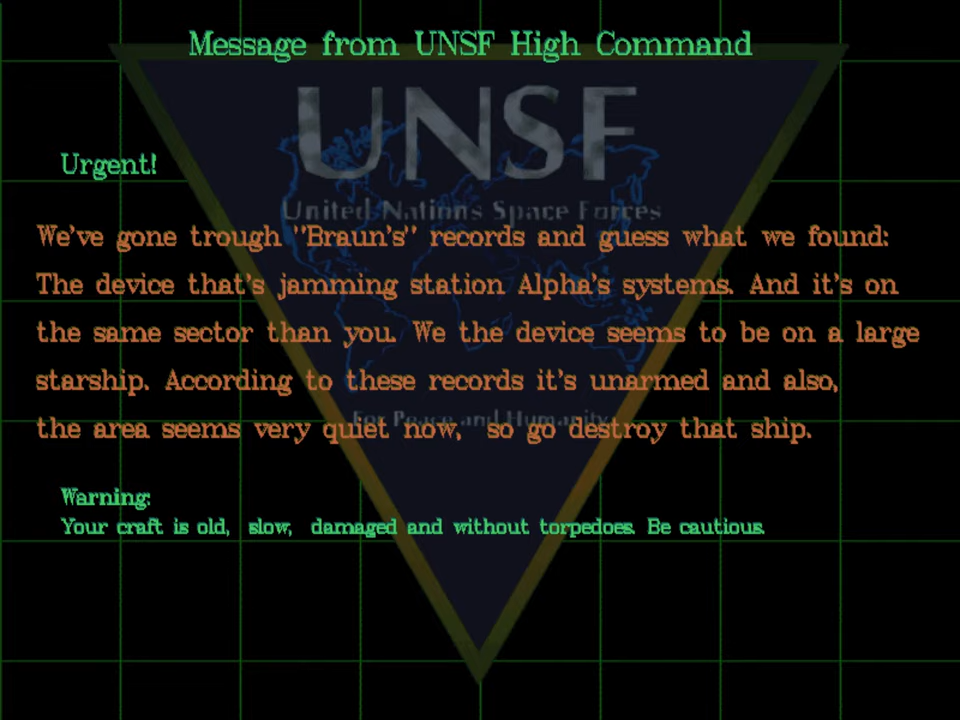 Message from UNSF High Command
UNSF
Urgent!
United Nations Space Forces
We've gone trough "Braun's" records and guess what we found:
The device that's jamming station Alpha's systems. And it's on
the same sector than you. We the device seems to be on a large
starship. According to these records it's unarmed and also,
For Peace and Humanity
the area seems very quiet now, so go destroy that ship.
Warning:
Your craft is old, slow, damaged and without torpedoes. Be cautious.